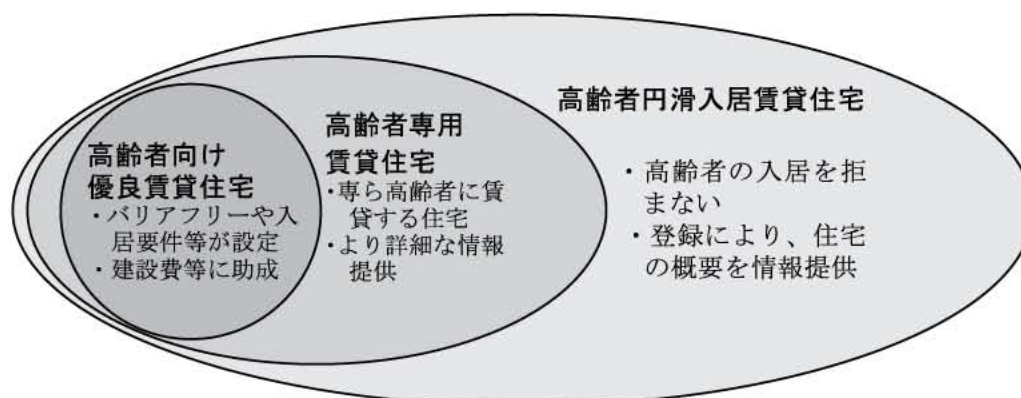 高齢者向け
優良賃貸住宅
・バリアフリーや入
居要件等が設定
・建設費等に助成
高齢者専用
賃貸住宅
・専ら高齢者に賃
貸する住宅
・より詳細な情報
提供
高齢者円滑入居賃貸住宅
・高齢者の入居を拒
まない
・登録により、住宅
の概要を情報提供